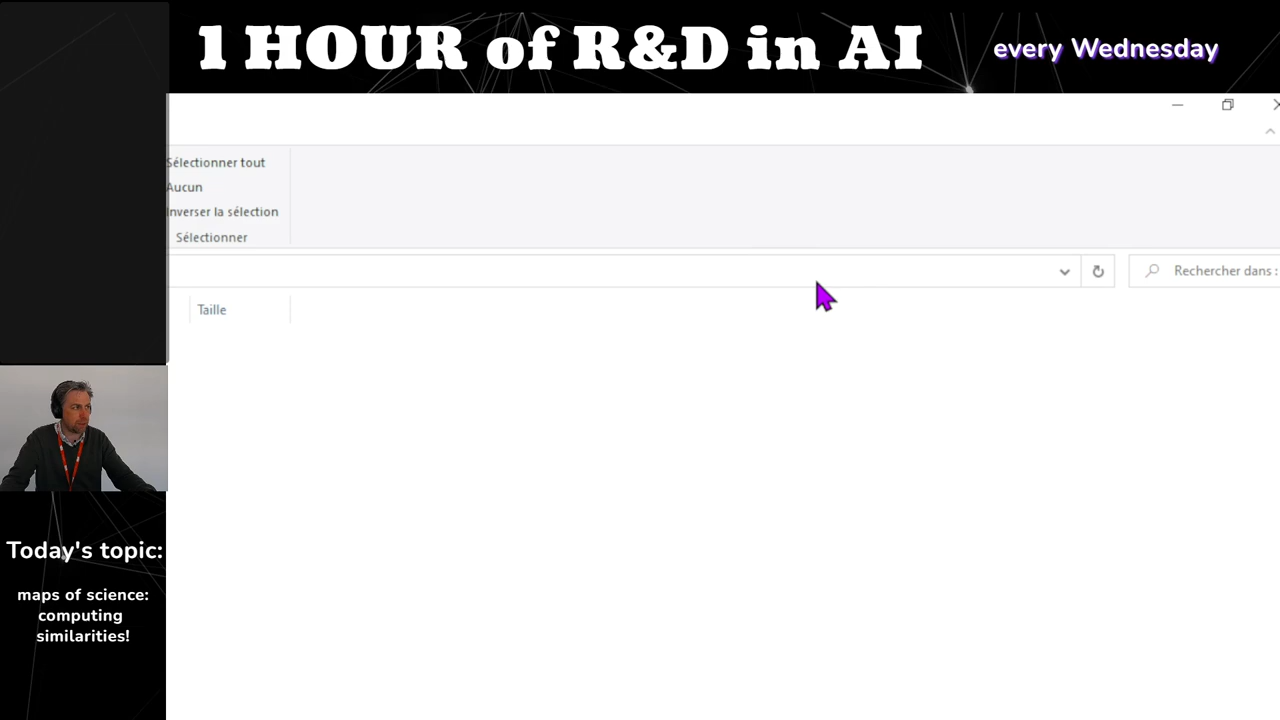 1 HOUR of R&D in AI
every Wednesday
Sélectionner tout
Aucun
Inverser la sélection
Sélectionner
Rechercher dans :
Taille
Today's topic:
maps of science:
computing
similarities!